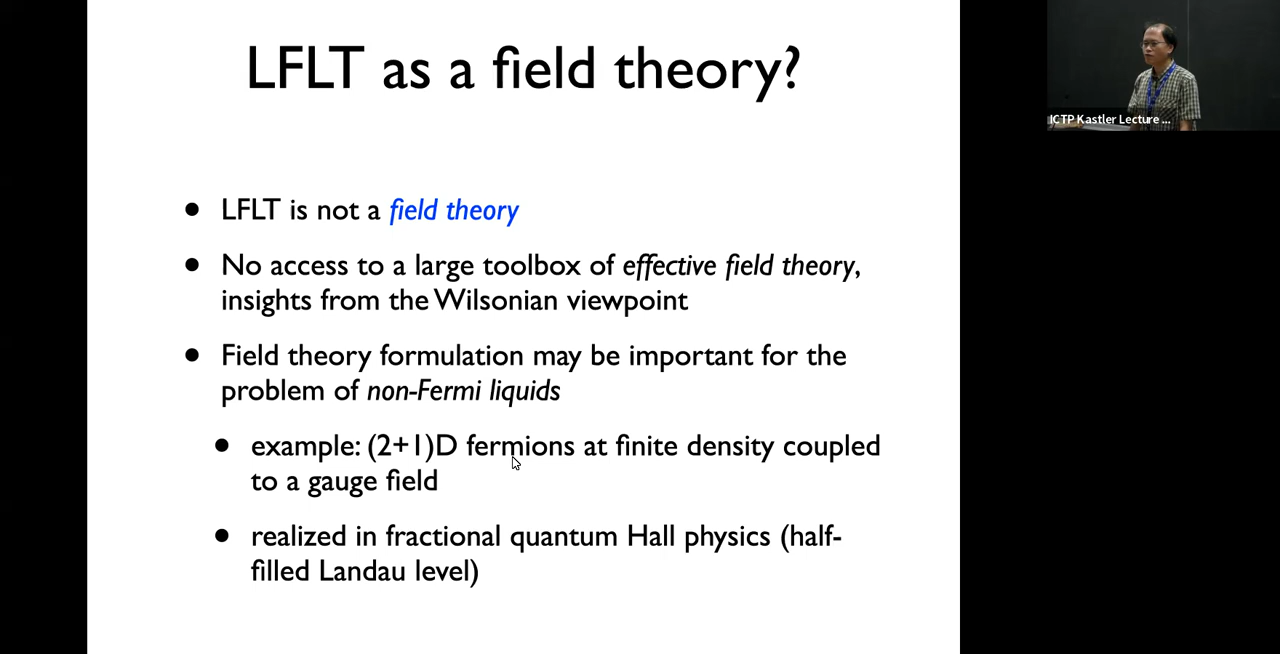 LFLT as a field theory?
ICTP Kastler Lecture ...
• LFLT is not a field theory
• No access to a large toolbox of effective field theory,
insights from the Wilsonian viewpoint
• Field theory formulation may be important for the
problem of non-Fermi liquids
• example: (2+1)D fermions at finite density coupled
to a gauge field
• realized in fractional quantum Hall physics (half-
filled Landau level)